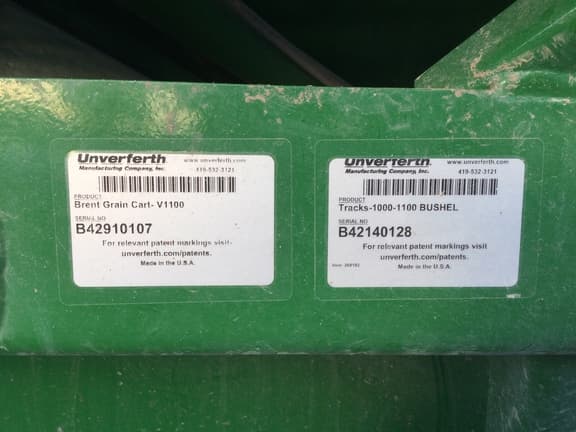 Unverferth
Manufacturing Company, Inc.
www.unverferth.com
419-532-3121
PRODUCT
Brent Grain Cart- V1100
SERIAL NO
B42910107
For relevant patent markings visit
unverferth.com/patents.
Made in the U.S.A.
Unverferth
Manufacturing Company, Inc.
www.unverferth.com
419-532-3121
PRODUCT
Tracks-1000-1100 BUSHEL
SERIAL NO
B42140128
For relevant patent markings visit
unverferth.com/patents.
Made in the U.S.A.